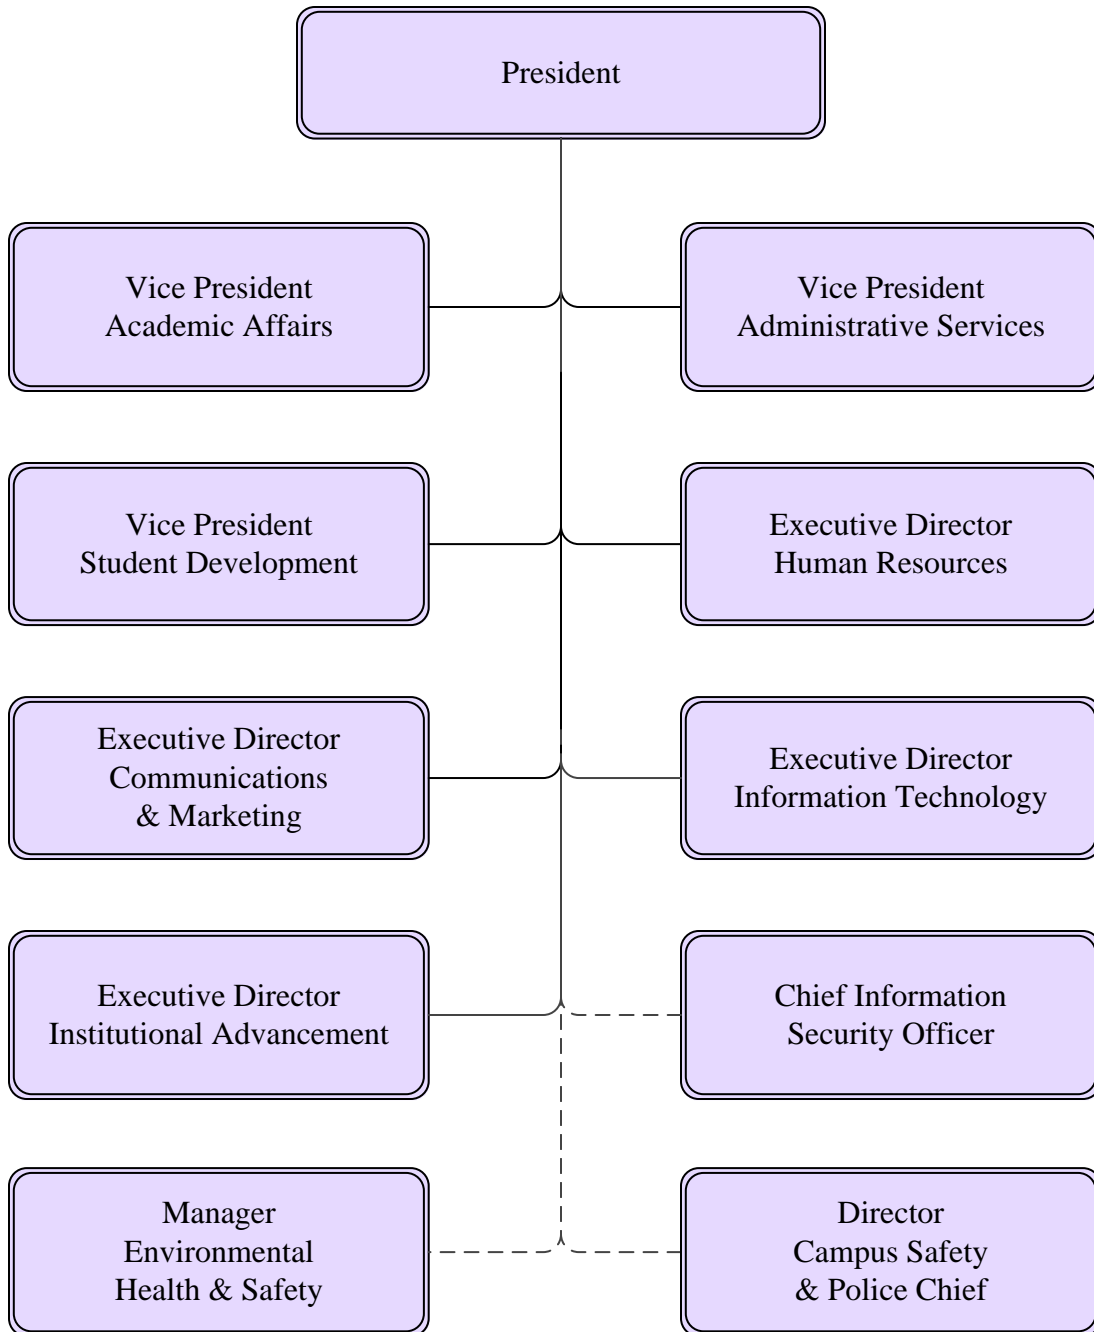 President
Vice President
Academic Affairs
Vice President
Administrative Services
Vice President
Student Development
Executive Director
Human Resources
Executive Director
Communications
& Marketing
Executive Director
Information Technology
Executive Director
Institutional Advancement
Chief Information
Security Officer
Manager
Environmental
Health & Safety
Director
Campus Safety
& Police Chief